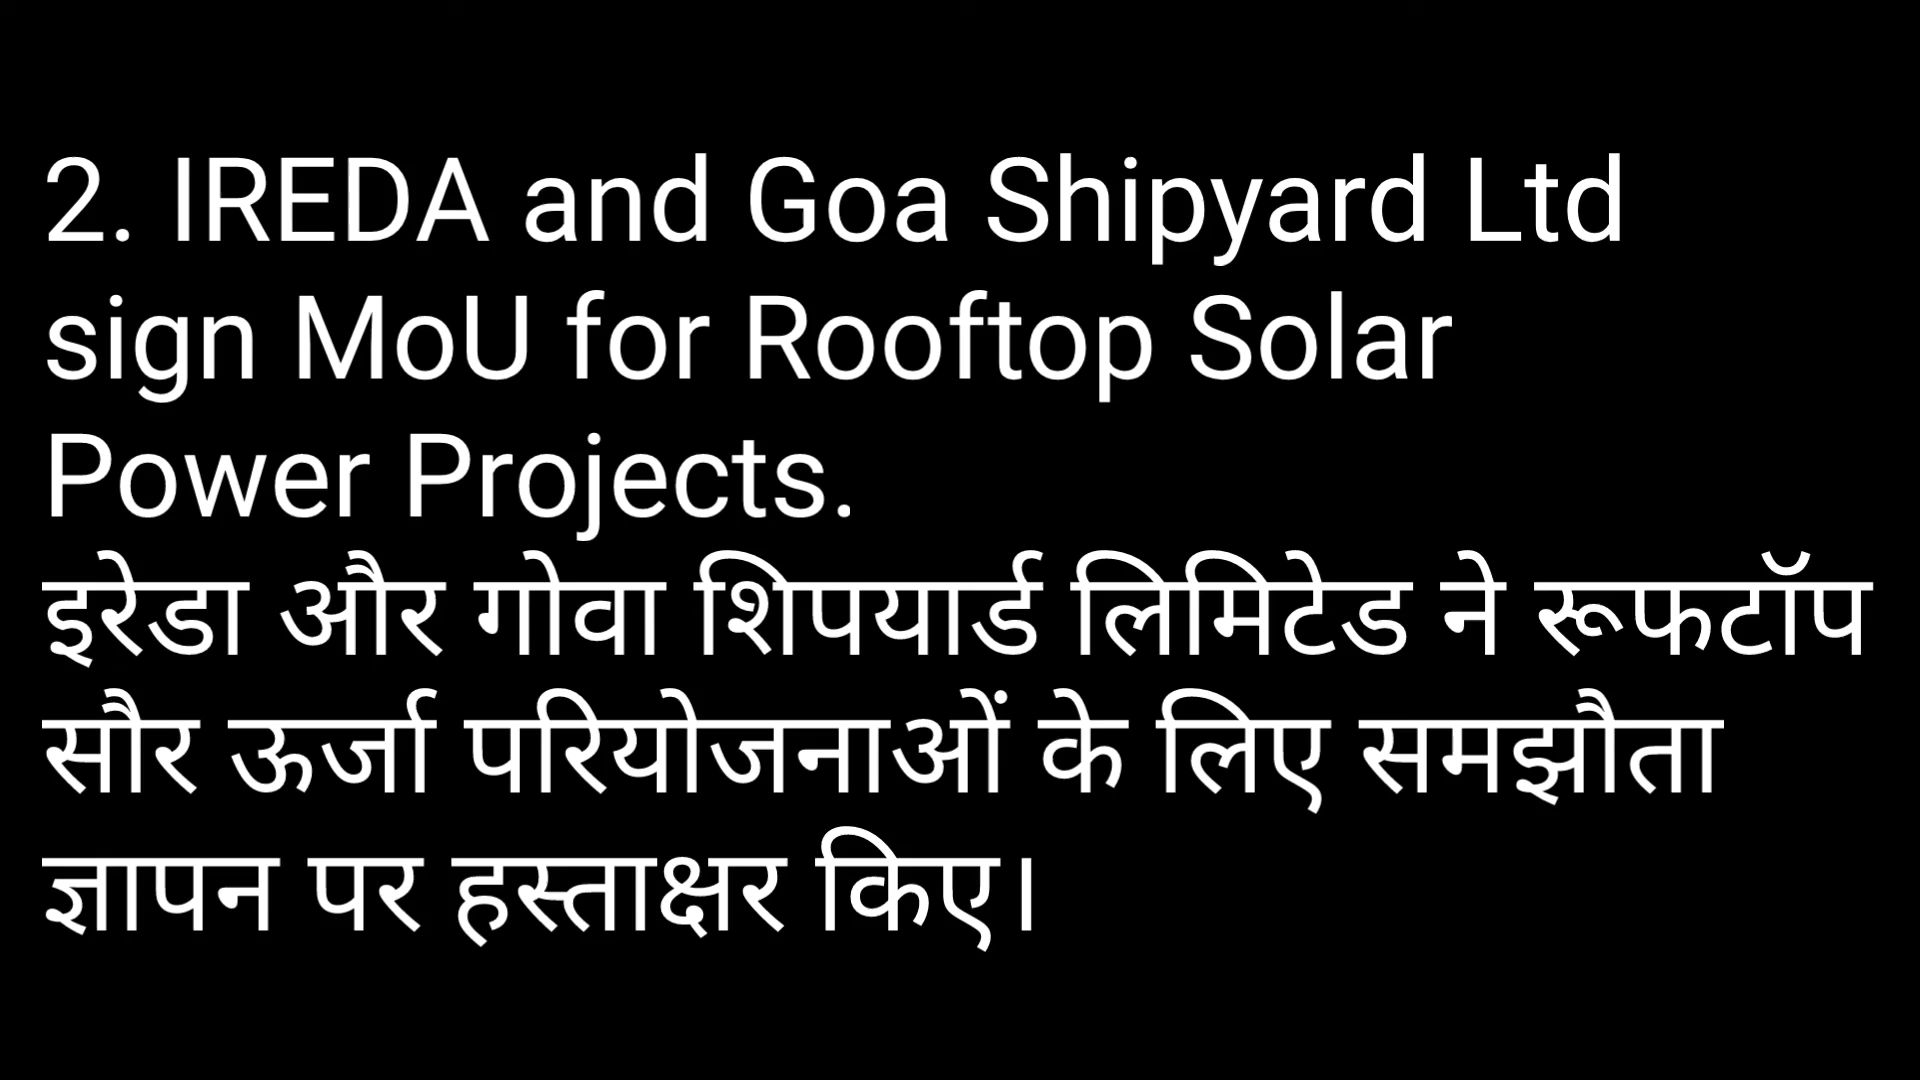 2. IREDA and Goa Shipyard Ltd
sign MoU for Rooftop Solar
Power Projects.
इरेडा और गोवा शिपयार्ड लिमिटेड ने रूफटॉप
सौर ऊर्जा परियोजनाओं के लिए समझौता
ज्ञापन पर हस्ताक्षर किए।